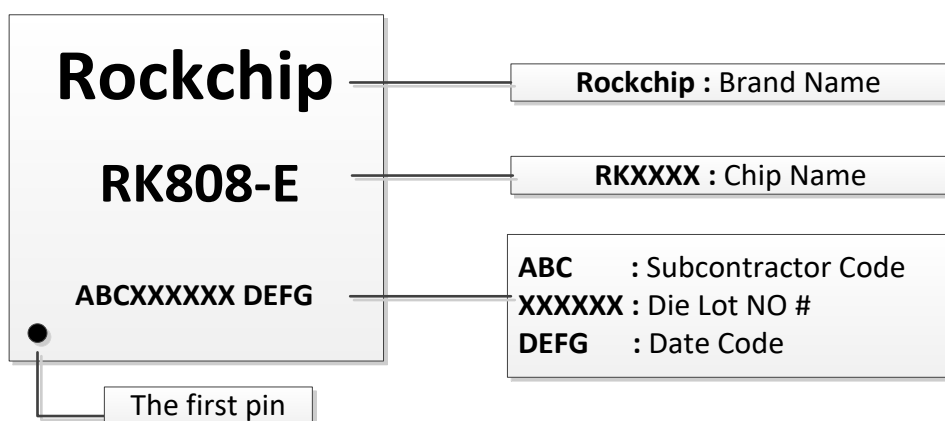 Rockchip
RK808-E
ABCXXXXXX DEFG
The first pin
Rockchip : Brand Name
RKXXXX : Chip Name
ABC : Subcontractor Code
XXXXXX : Die Lot NO #
DEFG : Date Code